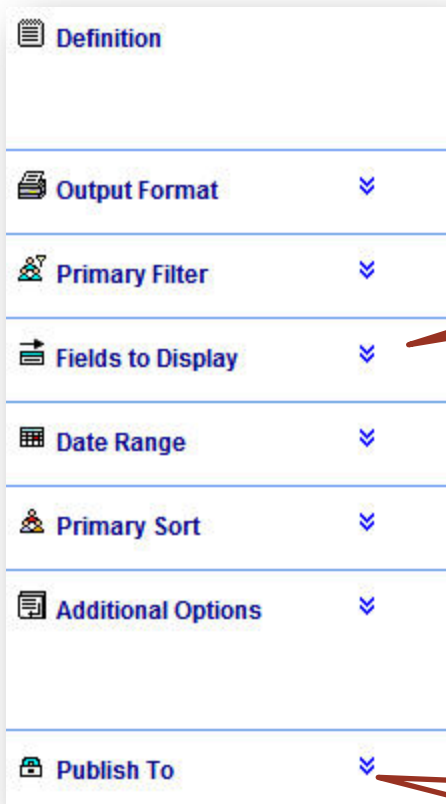 Definition
Output Format
Primary Filter
Fields to Display
Date Range
Primary Sort
Additional Options
Publish To